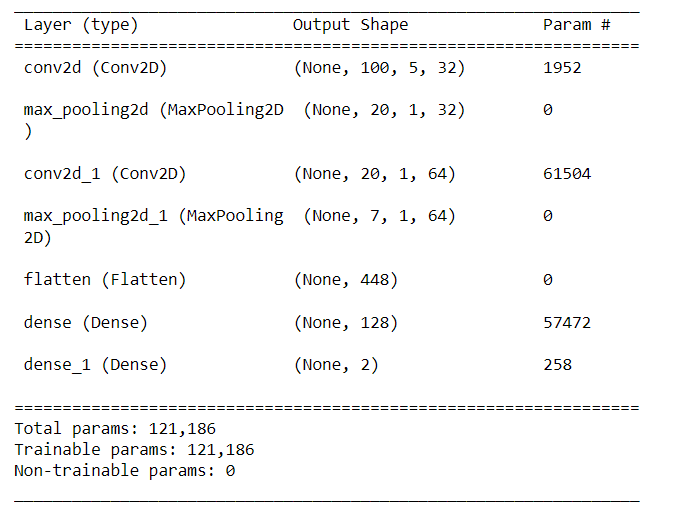 Layer (type) Output Shape Param #
=================================================================
conv2d (Conv2D) (None, 100, 5, 32) 1952
max_pooling2d (MaxPooling2D (None, 20, 1, 32) 0
)
conv2d_1 (Conv2D) (None, 20, 1, 64) 61504
max_pooling2d_1 (MaxPooling (None, 7, 1, 64) 0
2D)
flatten (Flatten) (None, 448) 0
dense (Dense) (None, 128) 57472
dense_1 (Dense) (None, 2) 258
=================================================================
Total params: 121,186
Trainable params: 121,186
Non-trainable params: 0